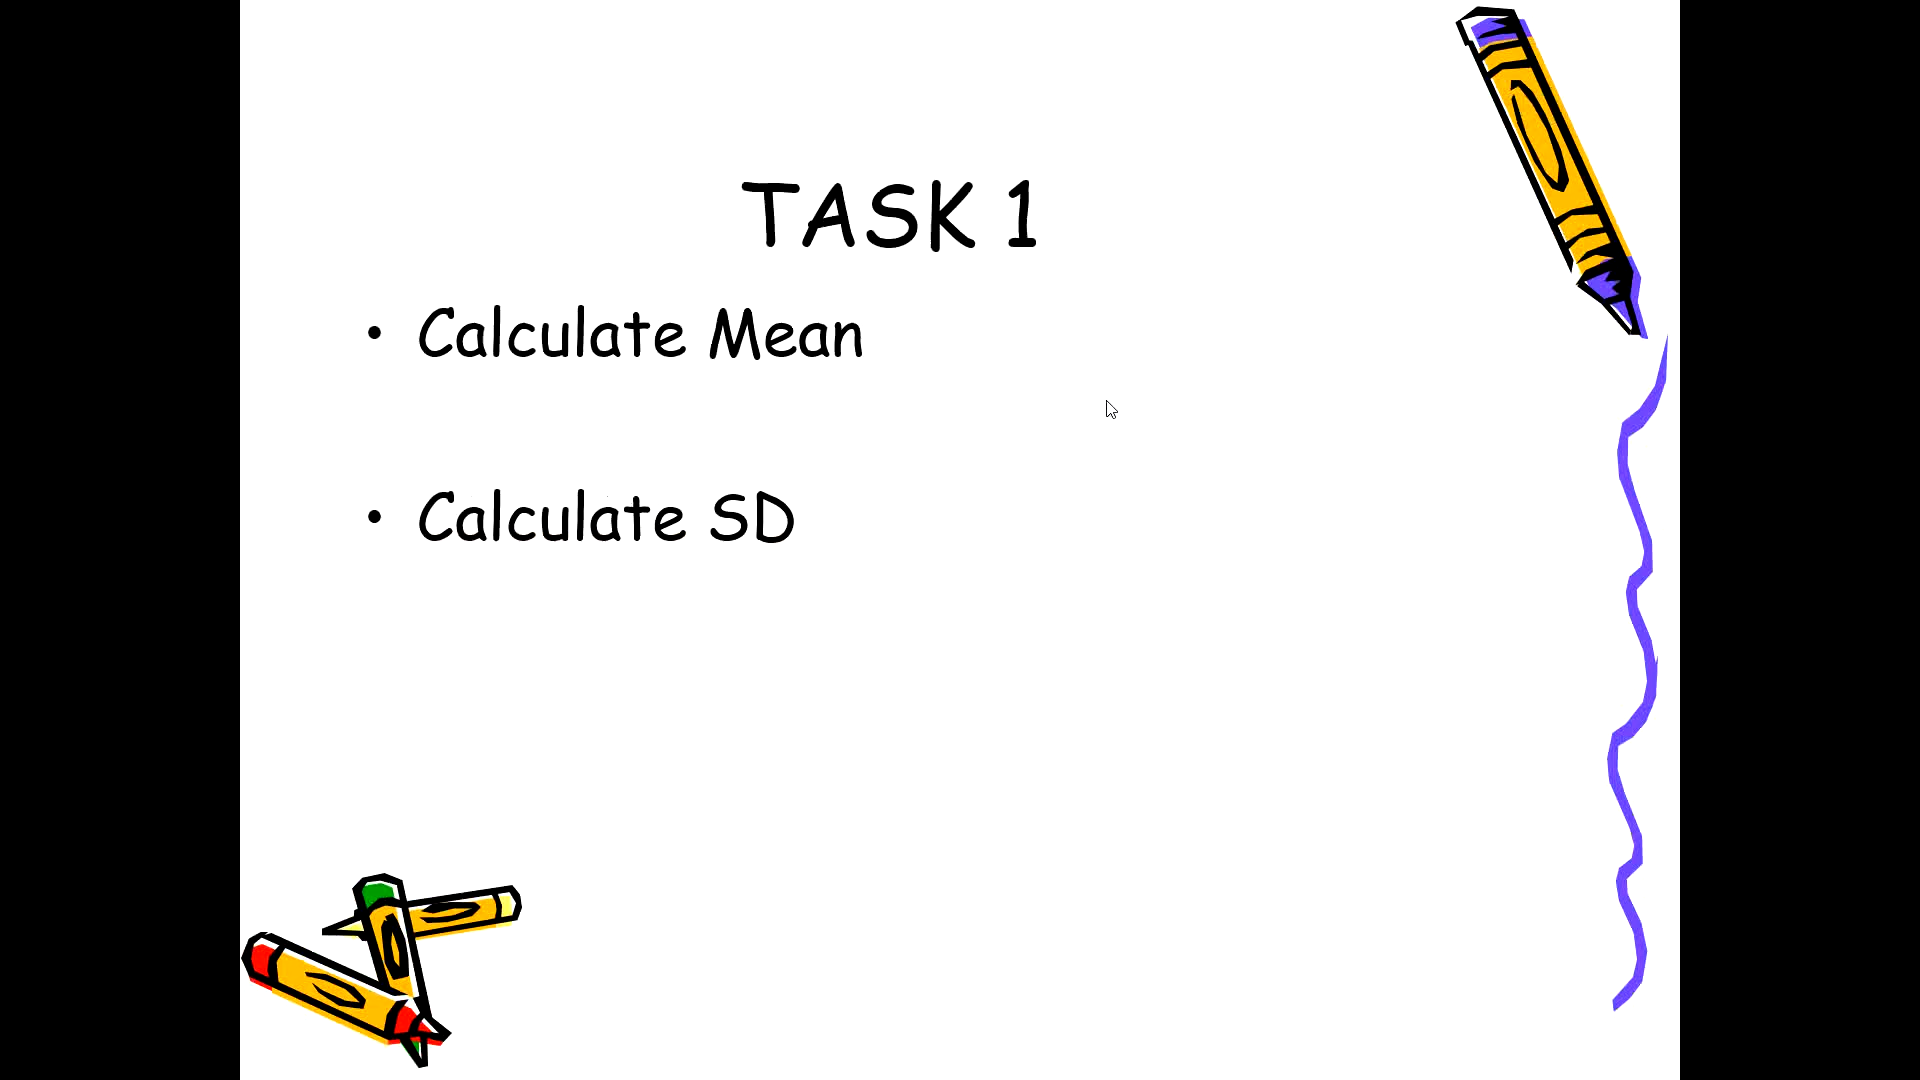 TASK 1
• Calculate Mean
• Calculate SD